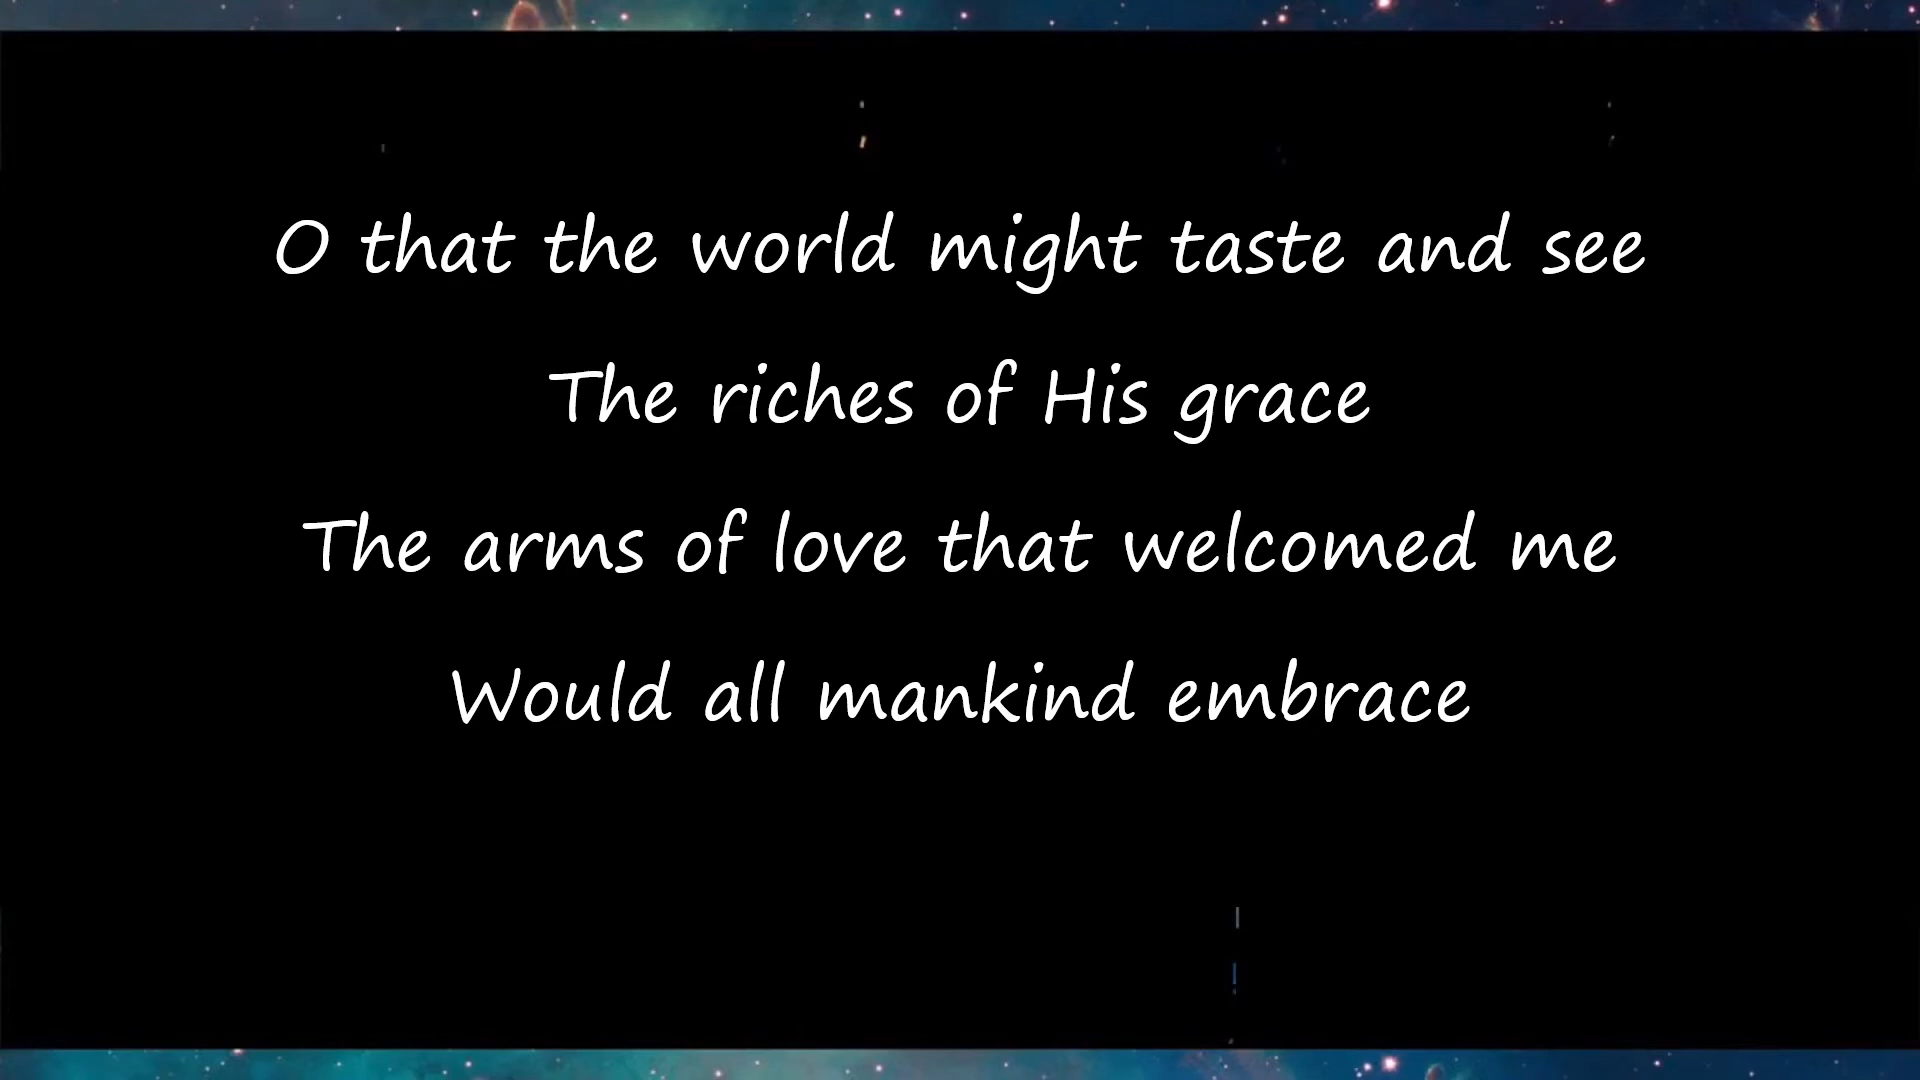 O that the world might taste and see
The riches of His grace
The arms of love that welcomed me
Would all mankind embrace